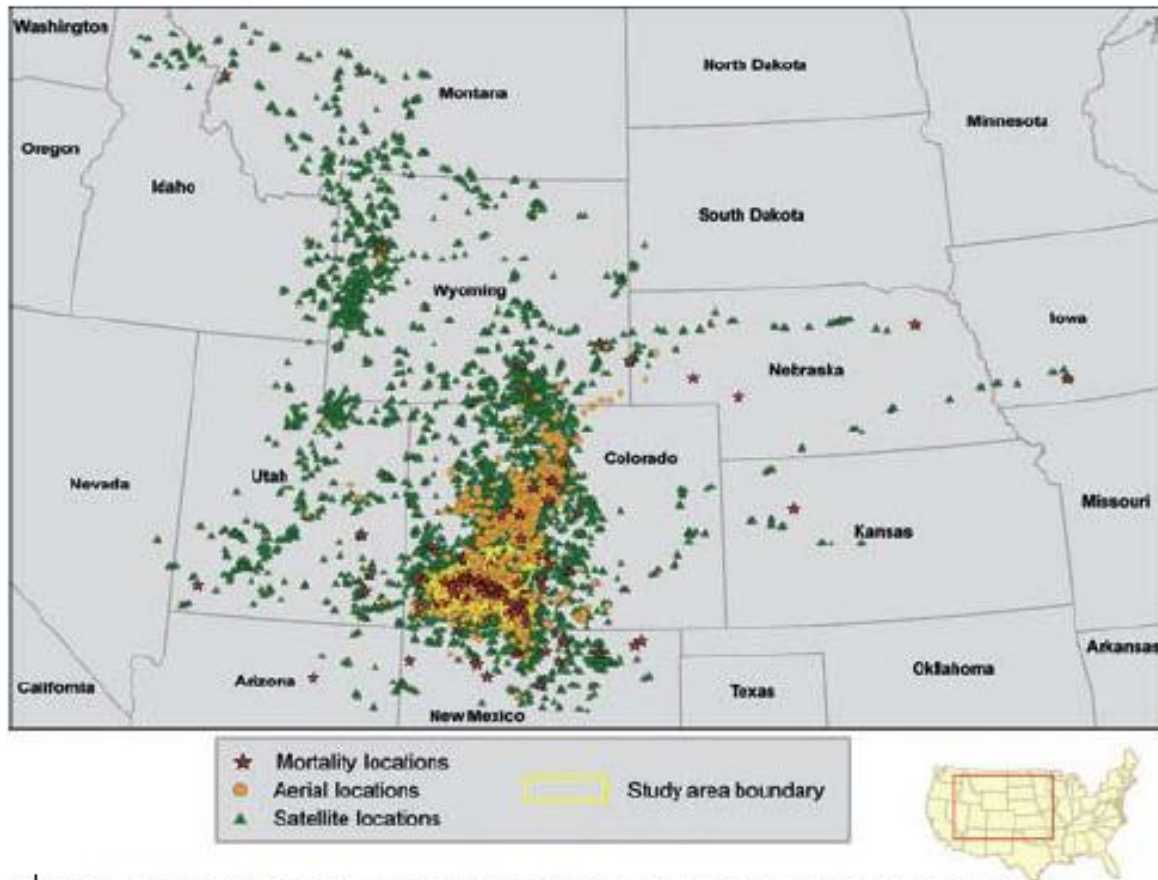 Washington
North Dakota
Montana
Minnesota
Oregon
Idaho
South Dakota
Wyoming
Iowa
Nebraska
Colorado
Utah
Nevada
Missouri
Kansas
Arkansas
Oklahoma
Arizona
California
Texas
New Mexico
Mortality locations
Aerial locations
Study area boundary
Satellite locations